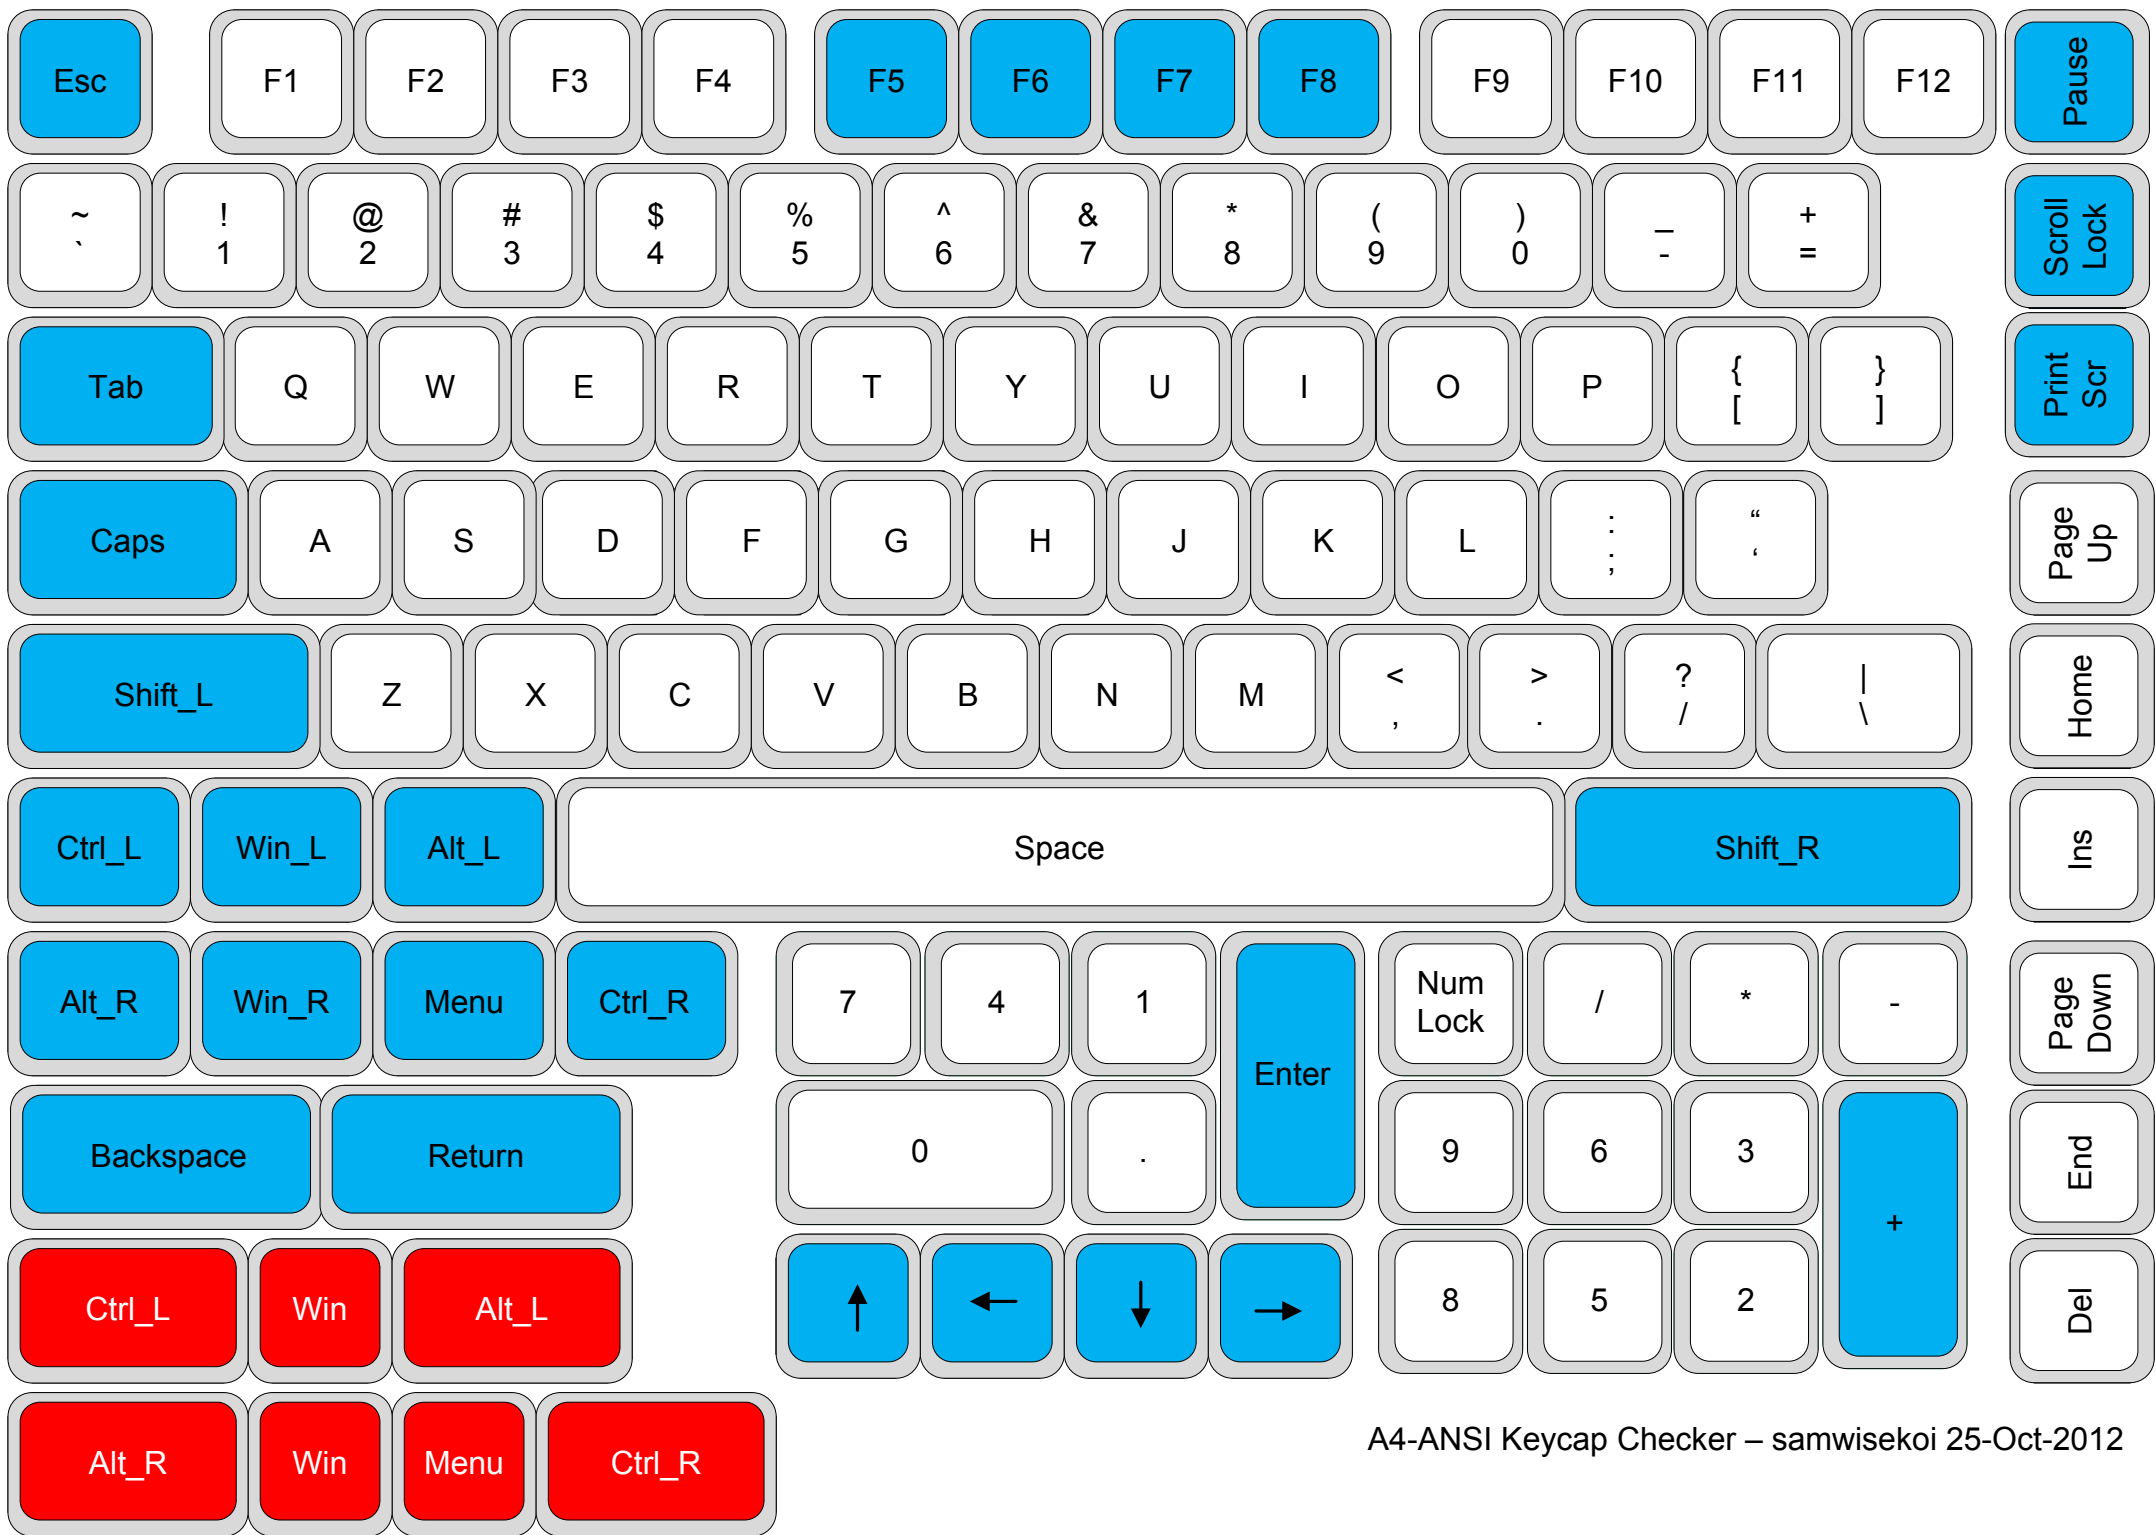 Esc F1 F2 F3 F4 F5 F6 F7 F8 F9 F10 F11 F12 Pause
~ ! @ # $ % ^ & * ( ) _ +
` 1 2 3 4 5 6 7 8 9 0 - =
Scroll
Lock
Tab Q W E R T Y U I O P { }
[ ]
Print
Scr
Caps A S D F G H J K L : “
; ‘
Page
Up
Shift_L Z X C V B N M < > ? |
, . / \
Home
Ctrl_L Win_L Alt_L Space Shift_R Ins
Alt_R Win_R Menu Ctrl_R 7 4 1 Enter Num
Lock / * -
Page
Down
Backspace Return 0 . 9 6 3 + End
Ctrl_L Win Alt_L ↑ ← ↓ → 8 5 2 Del
Alt_R Win Menu Ctrl_R
A4-ANSI Keycap Checker – samwisekoi 25-Oct-2012